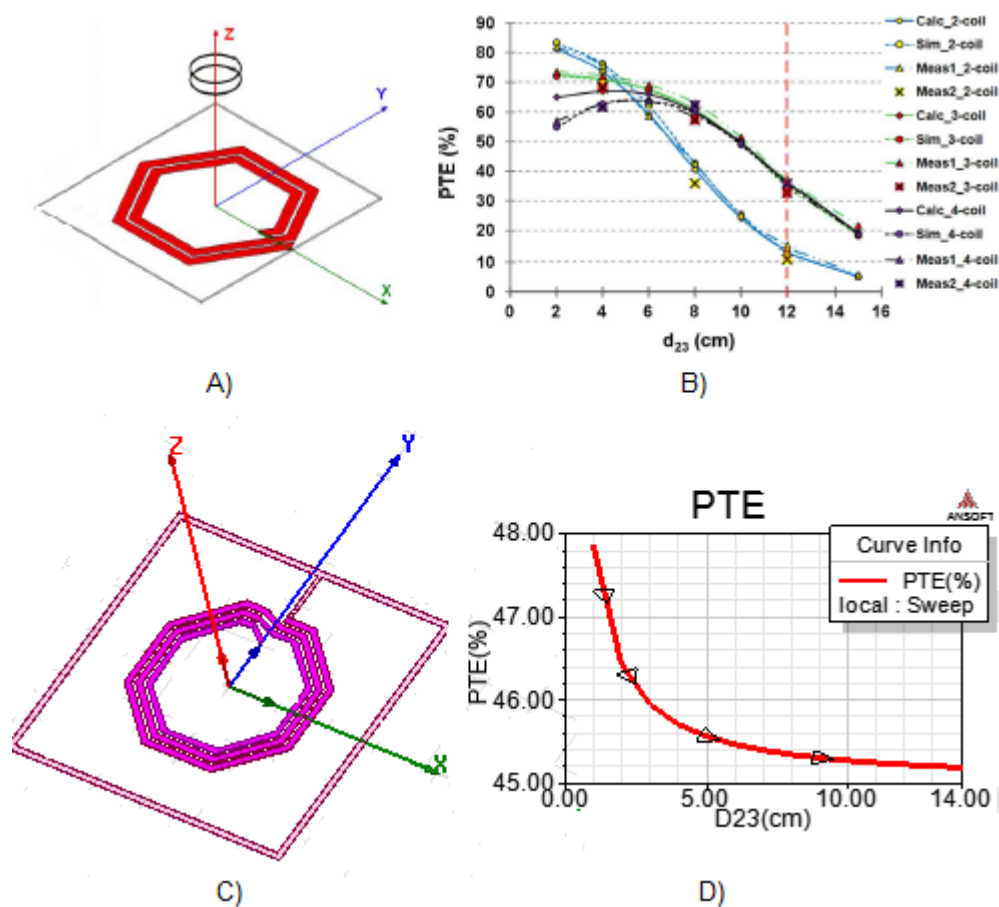 Z
Y
X
A)
PTE (%)
90
80
70
60
50
40
30
20
10
0
0 2 4 6 8 10 12 14 16
d23 (cm)
Calc_2-coil
Sim_2-coil
Meas1_2-coil
Meas2_2-coil
Calc_3-coil
Sim_3-coil
Meas1_3-coil
Meas2_3-coil
Calc_4-coil
Sim_4-coil
Meas1_4-coil
Meas2_4-coil
B)
Z
Y
X
C)
PTE
ANSOFT
Curve Info
PTE(%)
local : Sweep
PTE(%)
48.00
47.00
46.00
45.00
0.00 5.00 10.00 14.00
D23(cm)
D)